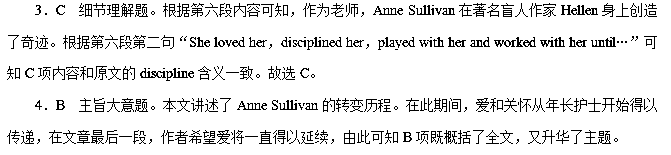 3．C　细节理解题。根据第六段内容可知，作为老师，Anne Sullivan 在著名盲人作家 Hellen 身上创造
了奇迹。根据第六段第二句“She loved her，disciplined her，played with her and worked with her until…”可
知 C 项内容和原文的 discipline 含义一致。故选 C。
4．B　主旨大意题。本文讲述了 Anne Sullivan 的转变历程。在此期间，爱和关怀从年长护士开始得以
传递，在文章最后一段，作者希望爱将一直得以延续，由此可知 B 项既概括了全文，又升华了主题。